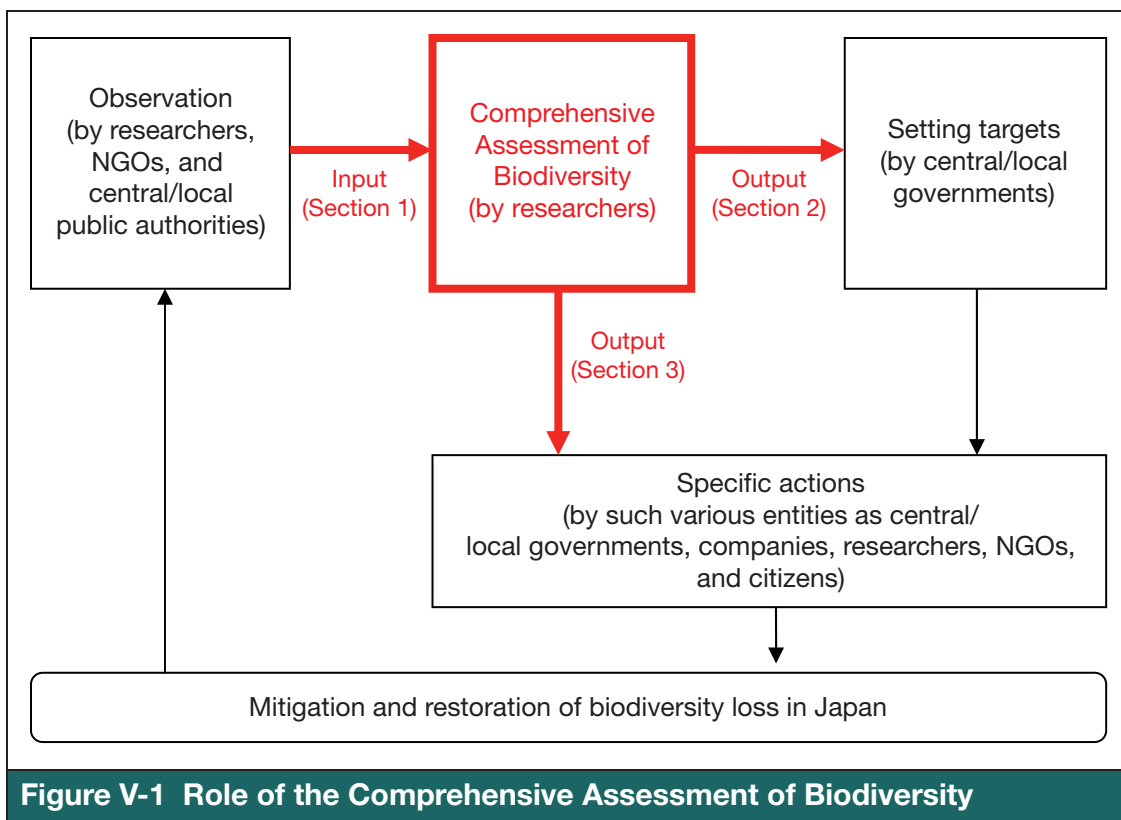 Observation
(by researchers,
NGOs, and
central/local
public authorities)
Input
(Section 1)
Comprehensive
Assessment of
Biodiversity
(by researchers)
Output
(Section 2)
Setting targets
(by central/local
governments)
Output
(Section 3)
Specific actions
(by such various entities as central/
local governments, companies, researchers, NGOs,
and citizens)
Mitigation and restoration of biodiversity loss in Japan
Figure V-1 Role of the Comprehensive Assessment of Biodiversity